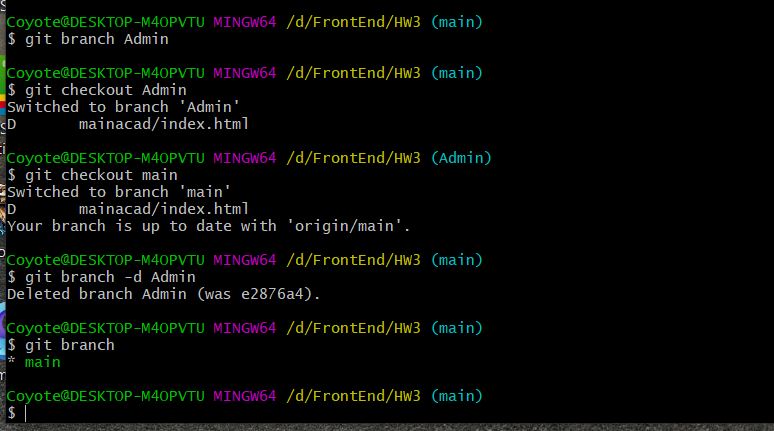 Coyote@DESKTOP-M4OPVTU MINGW64 /d/FrontEnd/HW3 (main)
$ git branch Admin
Coyote@DESKTOP-M4OPVTU MINGW64 /d/FrontEnd/HW3 (main)
$ git checkout Admin
Switched to branch 'Admin'
D       mainacad/index.html
Coyote@DESKTOP-M4OPVTU MINGW64 /d/FrontEnd/HW3 (Admin)
$ git checkout main
Switched to branch 'main'
D       mainacad/index.html
Your branch is up to date with 'origin/main'.
Coyote@DESKTOP-M4OPVTU MINGW64 /d/FrontEnd/HW3 (main)
$ git branch -d Admin
Deleted branch Admin (was e2876a4).
Coyote@DESKTOP-M4OPVTU MINGW64 /d/FrontEnd/HW3 (main)
$ git branch
* main
Coyote@DESKTOP-M4OPVTU MINGW64 /d/FrontEnd/HW3 (main)
$